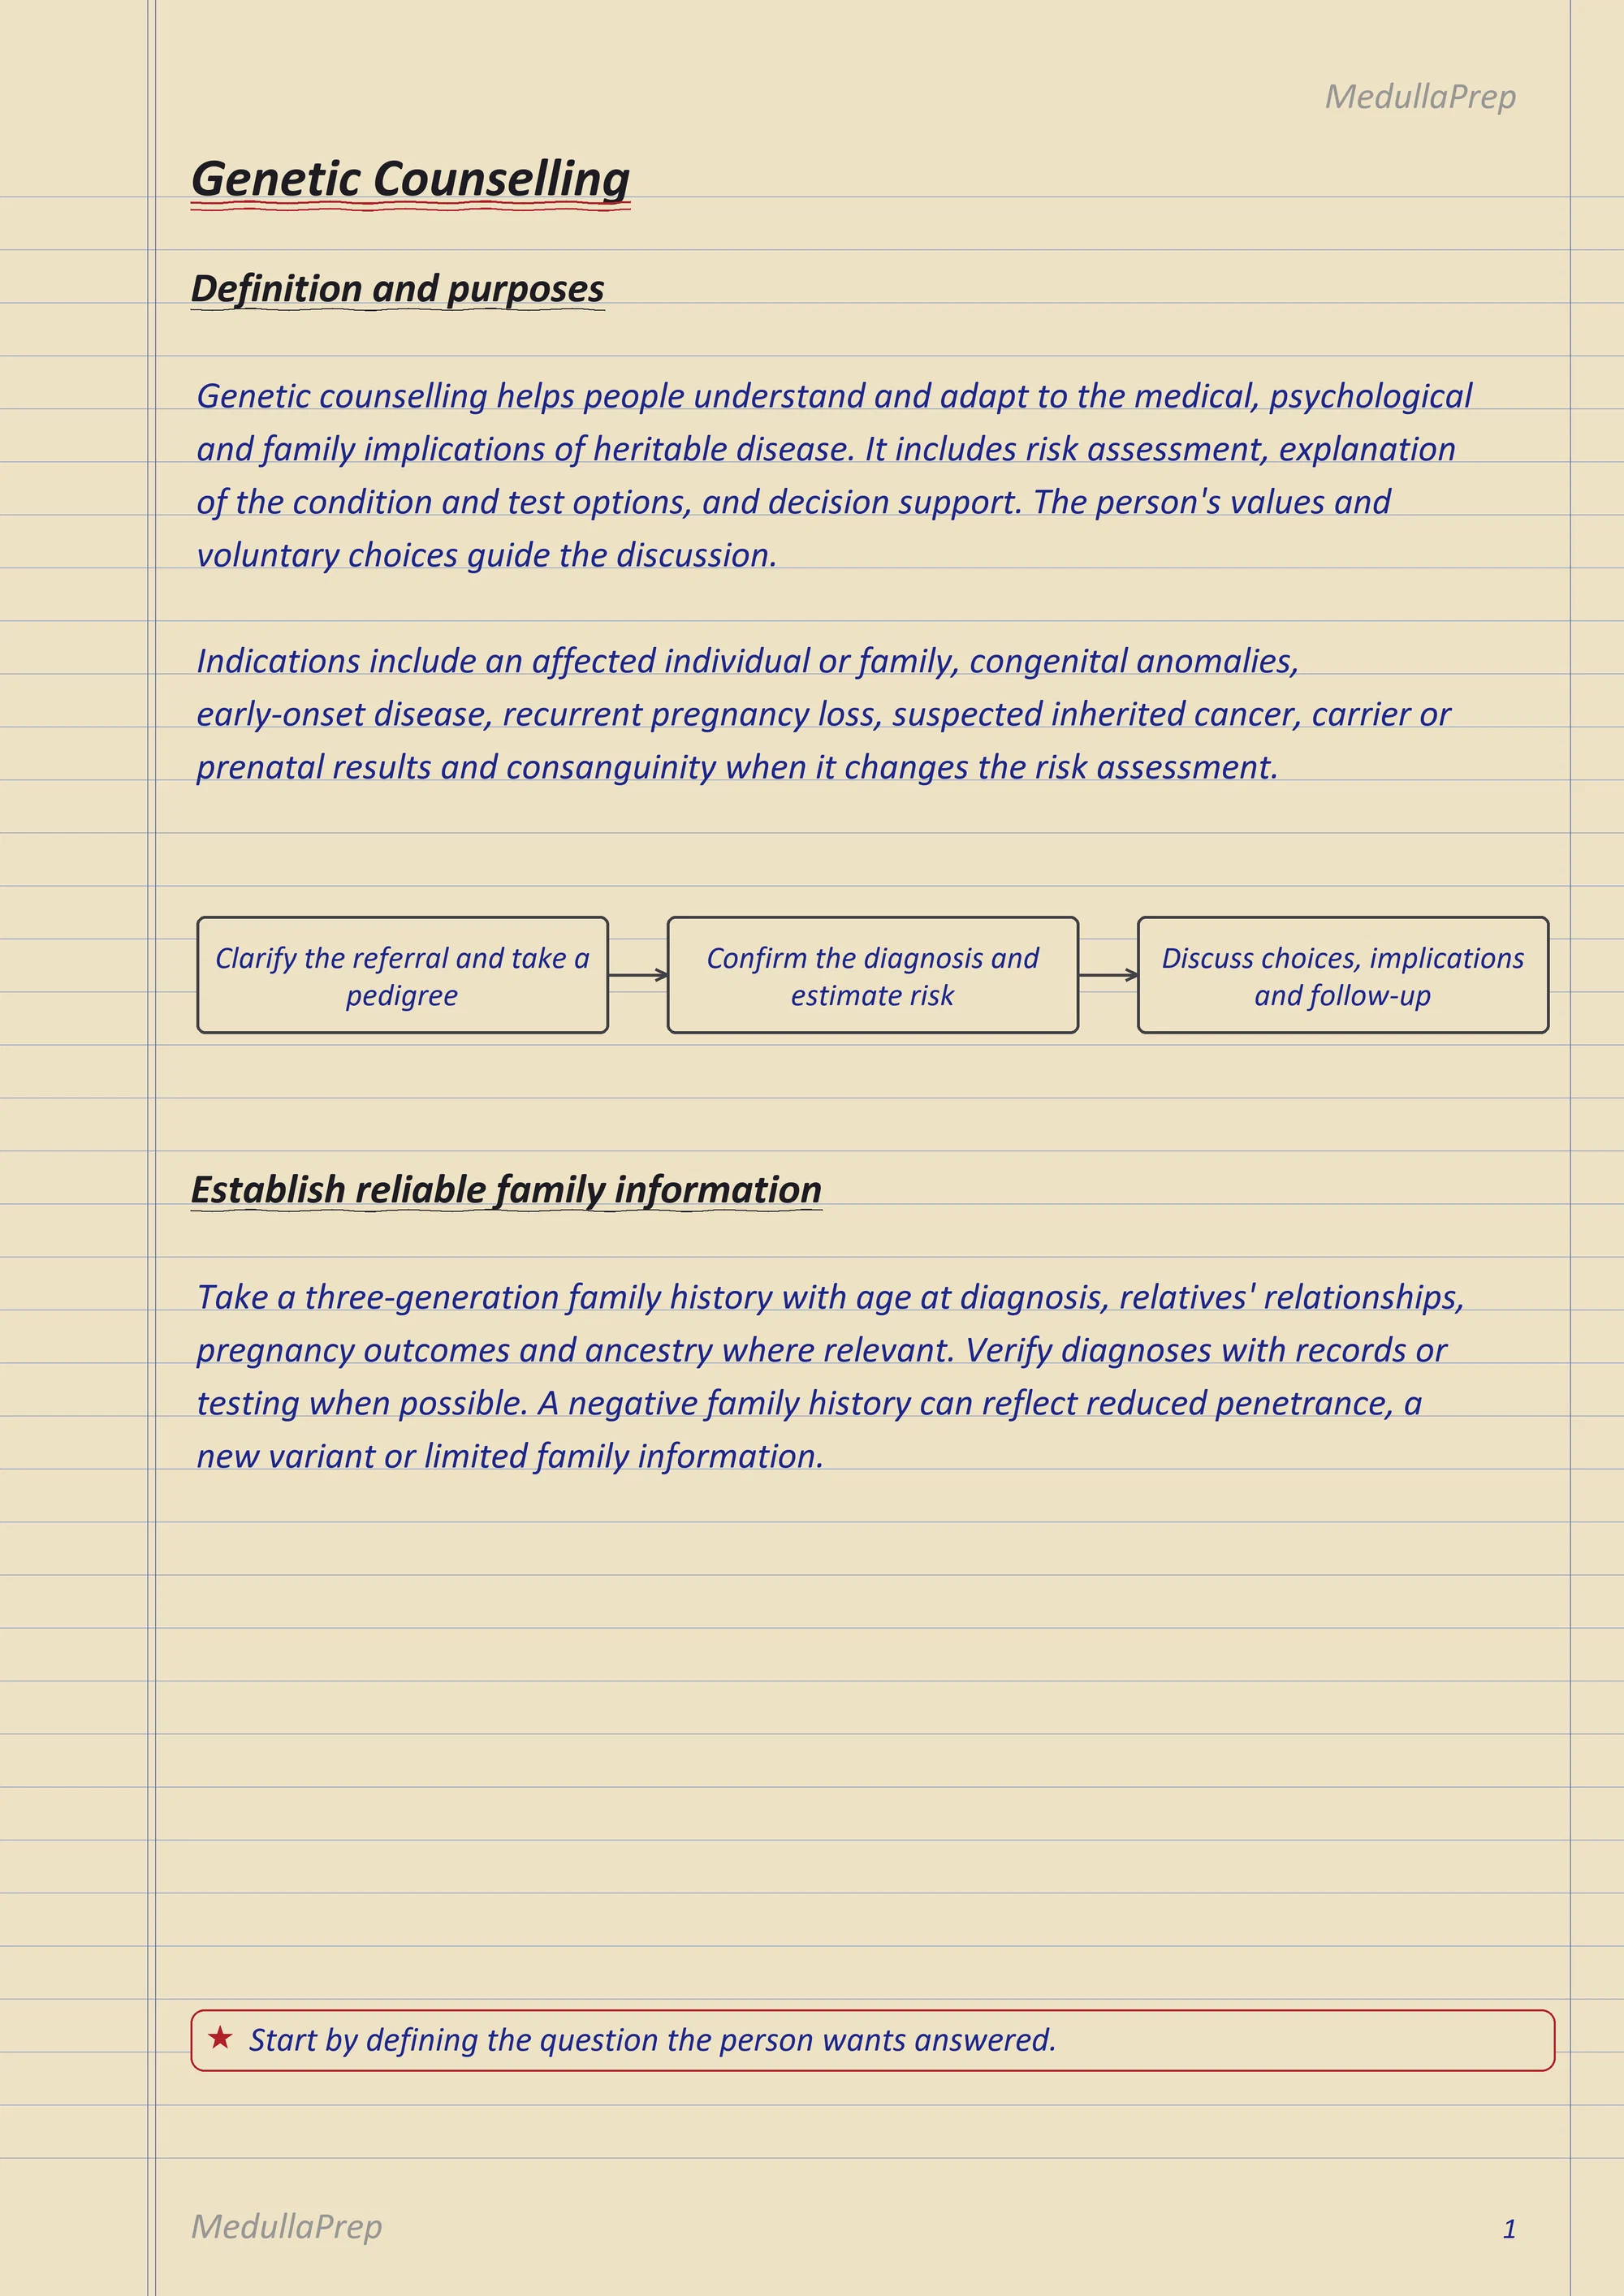 MedullaPrep
Genetic Counselling
Definition and purposes
Genetic counselling helps people understand and adapt to the medical, psychological
and family implications of heritable disease. It includes risk assessment, explanation
of the condition and test options, and decision support. The person's values and
voluntary choices guide the discussion.
Indications include an affected individual or family, congenital anomalies,
early-onset disease, recurrent pregnancy loss, suspected inherited cancer, carrier or
prenatal results and consanguinity when it changes the risk assessment.
Clarify the referral and take a
pedigree
Confirm the diagnosis and
estimate risk
Discuss choices, implications
and follow-up
Establish reliable family information
Take a three-generation family history with age at diagnosis, relatives' relationships,
pregnancy outcomes and ancestry where relevant. Verify diagnoses with records or
testing when possible. A negative family history can reflect reduced penetrance, a
new variant or limited family information.
★ Start by defining the question the person wants answered.
MedullaPrep
1